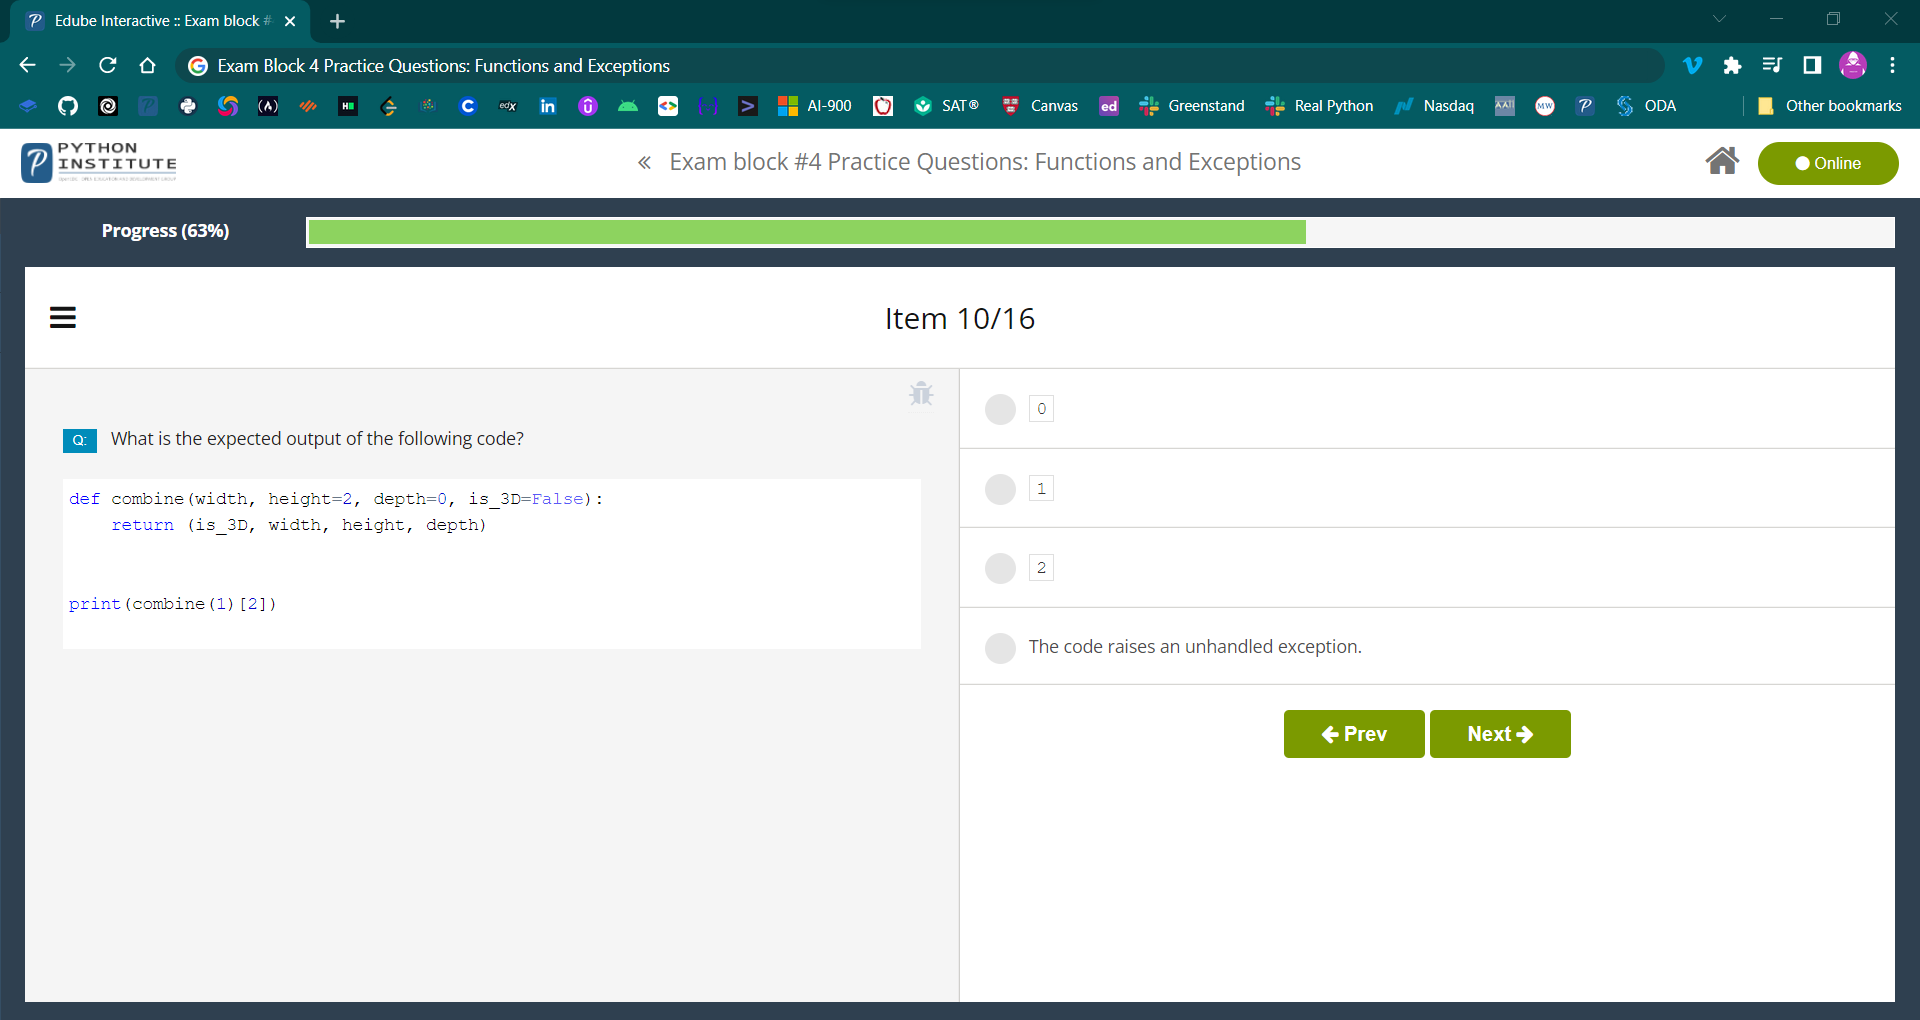 Edube Interactive :: Exam block #
Exam Block 4 Practice Questions: Functions and Exceptions
AI-900
SAT®
Canvas
ed
Greenstand
Real Python
Nasdaq
MW
ODA
Other bookmarks
PYTHON
INSTITUTE
« Exam block #4 Practice Questions: Functions and Exceptions
Online
Progress (63%)
Item 10/16
Q: What is the expected output of the following code?
def combine(width, height=2, depth=0, is_3D=False):
    return (is_3D, width, height, depth)
print(combine(1)[2])
0
1
2
The code raises an unhandled exception.
Prev
Next